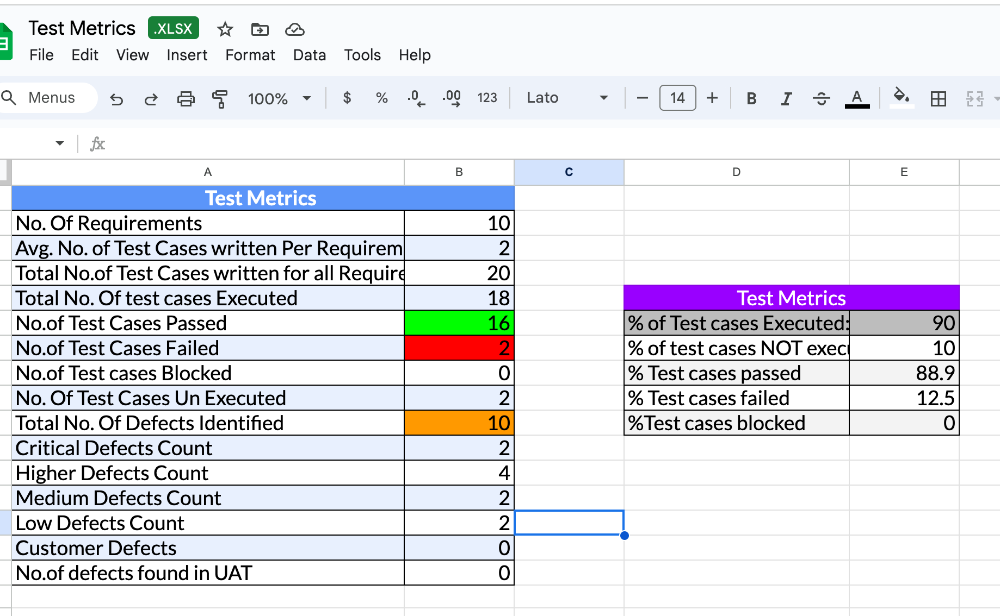 Test Metrics .XLSX
File Edit View Insert Format Data Tools Help
Menus 100% $ % .0 .00 123 Lato 14 B I S A
fx
A B C D E
Test Metrics
No. Of Requirements 10
Avg. No. of Test Cases written Per Requirem 2
Total No.of Test Cases written for all Require 20
Total No. Of test cases Executed 18
No.of Test Cases Passed 16
No.of Test Cases Failed 2
No.of Test cases Blocked 0
No. Of Test Cases Un Executed 2
Total No. Of Defects Identified 10
Critical Defects Count 2
Higher Defects Count 4
Medium Defects Count 2
Low Defects Count 2
Customer Defects 0
No.of defects found in UAT 0
Test Metrics
% of Test cases Executed: 90
% of test cases NOT execu 10
% Test cases passed 88.9
% Test cases failed 12.5
%Test cases blocked 0